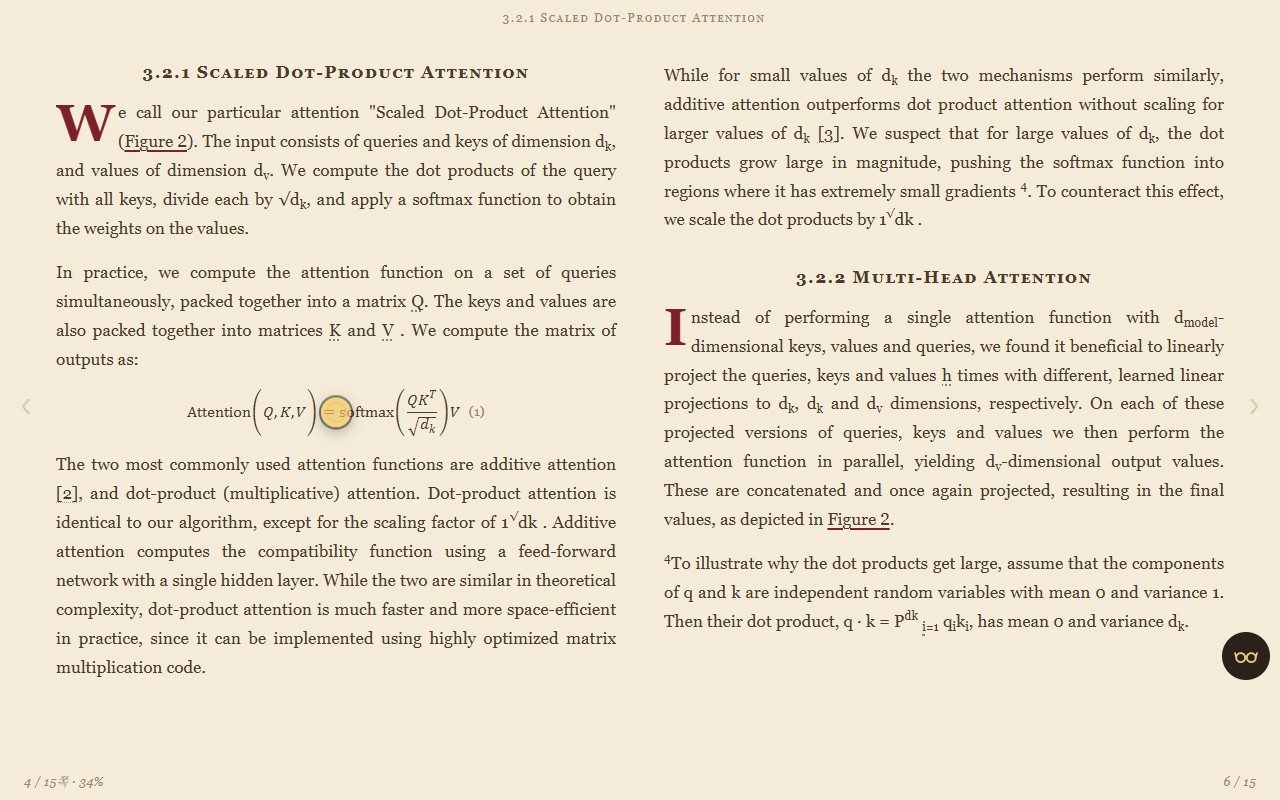 3.2.1 Scaled Dot-Product Attention
3.2.1 Scaled Dot-Product Attention
We call our particular attention "Scaled Dot-Product Attention"
(Figure 2). The input consists of queries and keys of dimension dk,
and values of dimension dv. We compute the dot products of the query
with all keys, divide each by √dk, and apply a softmax function to obtain
the weights on the values.
In practice, we compute the attention function on a set of queries
simultaneously, packed together into a matrix Q. The keys and values are
also packed together into matrices K and V . We compute the matrix of
outputs as:
Attention(Q,K,V) = softmax(QK^T/√dk)V (1)
The two most commonly used attention functions are additive attention
[2], and dot-product (multiplicative) attention. Dot-product attention is
identical to our algorithm, except for the scaling factor of 1√dk . Additive
attention computes the compatibility function using a feed-forward
network with a single hidden layer. While the two are similar in theoretical
complexity, dot-product attention is much faster and more space-efficient
in practice, since it can be implemented using highly optimized matrix
multiplication code.
While for small values of dk the two mechanisms perform similarly,
additive attention outperforms dot product attention without scaling for
larger values of dk [3]. We suspect that for large values of dk, the dot
products grow large in magnitude, pushing the softmax function into
regions where it has extremely small gradients 4. To counteract this effect,
we scale the dot products by 1√dk .
3.2.2 Multi-Head Attention
Instead of performing a single attention function with dmodel-
dimensional keys, values and queries, we found it beneficial to linearly
project the queries, keys and values h times with different, learned linear
projections to dk, dk and dv dimensions, respectively. On each of these
projected versions of queries, keys and values we then perform the
attention function in parallel, yielding dv-dimensional output values.
These are concatenated and once again projected, resulting in the final
values, as depicted in Figure 2.
4To illustrate why the dot products get large, assume that the components
of q and k are independent random variables with mean 0 and variance 1.
Then their dot product, q · k = Pdk i=1 qiki, has mean 0 and variance dk.
4 / 15쪽 · 34%
6 / 15